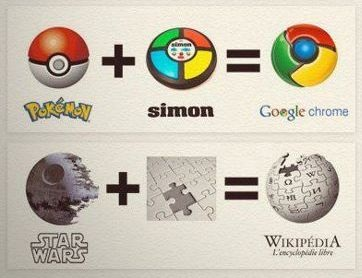 simon
POKéMON
simon
Google chrome
W
STAR
WARS
WIKIPÉDIA
L'encyclopédie libre